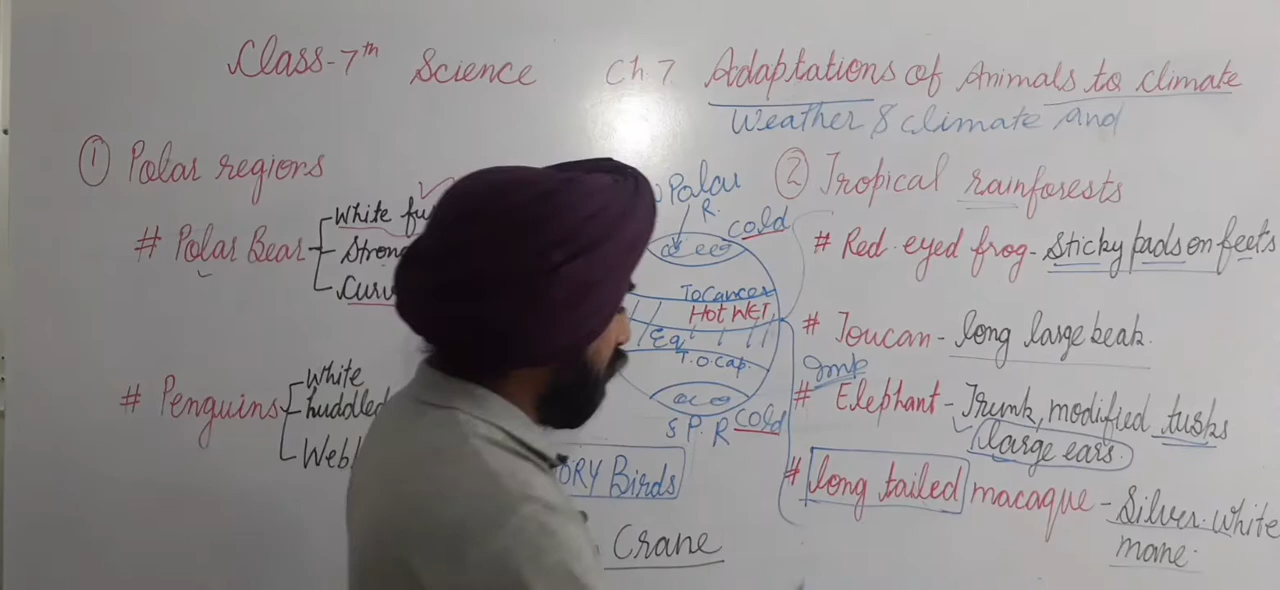 Class-7th Science Ch 7 Adaptations of Animals to climate
Weather & climate And
① Polar regions
# Polar Bear
White fu
Strong
Curv
# Penguins
White
huddled
Web
Polar
R.
Cold
To Cancer
Hot WET
Eq
T.O.Cap.
S P. R
Cold
ORY Birds
Crane
② Tropical rainforests
# Red eyed frog - Sticky pads on feets
# Toucan - long large beak.
Imp
# Elephant - Trunk, modified tusks
large ears.
# long tailed macaque - Silver-white
mane.